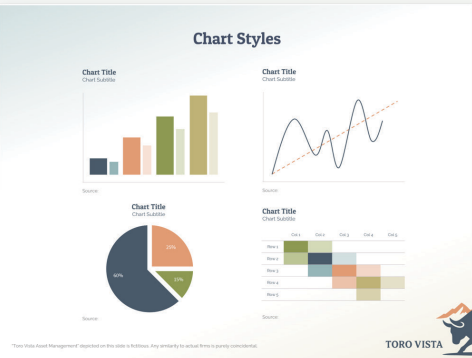 Chart Styles
Chart Title
Chart Subtitle
Source:
Chart Title
Chart Subtitle
Source:
Chart Title
Chart Subtitle
60%
25%
15%
Source:
Chart Title
Chart Subtitle
Col 1 Col 2 Col 3 Col 4 Col 5
Row 1
Row 2
Row 3
Row 4
Row 5
Source:
"Toro Vista Asset Management" depicted on this slide is fictitious. Any similarity to actual firms is purely coincidental.
TORO VISTA